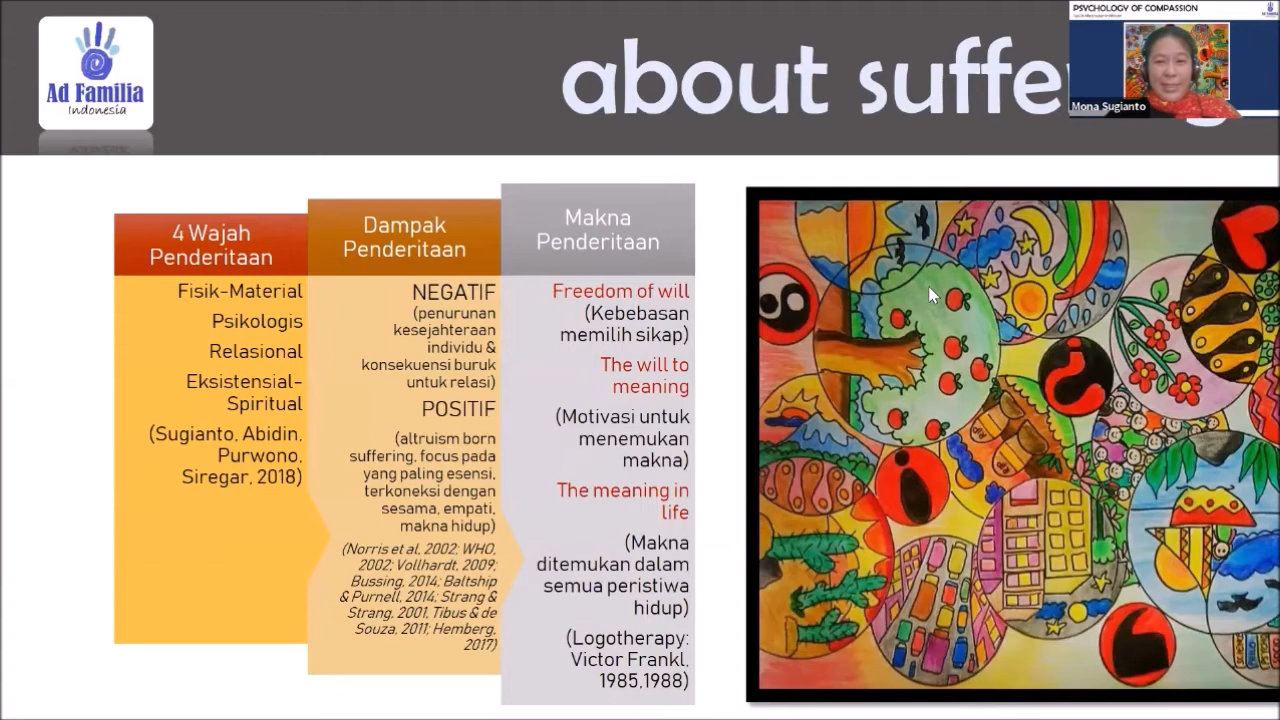 Ad Familia
Indonesia
about suffe
PSYCHOLOGY OF COMPASSION
Mona Sugianto
4 Wajah
Penderitaan
Fisik-Material
Psikologis
Relasional
Eksistensial-
Spiritual
(Sugianto, Abidin,
Purwono,
Siregar, 2018)
Dampak
Penderitaan
NEGATIF
(penurunan
kesejahteraan
individu &
konsekuensi buruk
untuk relasi)
POSITIF
(altruism born
suffering, focus pada
yang paling esensi,
terkoneksi dengan
sesama, empati,
makna hidup)
(Norris et al, 2002; WHO,
2002; Vollhardt, 2009;
Bussing, 2014; Baltship
& Purnell, 2014; Strang &
Strang, 2001, Tibus & de
Souza, 2011; Hemberg,
2017)
Makna
Penderitaan
Freedom of will
(Kebebasan
memilih sikap)
The will to
meaning
(Motivasi untuk
menemukan
makna)
The meaning in
life
(Makna
ditemukan dalam
semua peristiwa
hidup)
(Logotherapy:
Victor Frankl,
1985,1988)